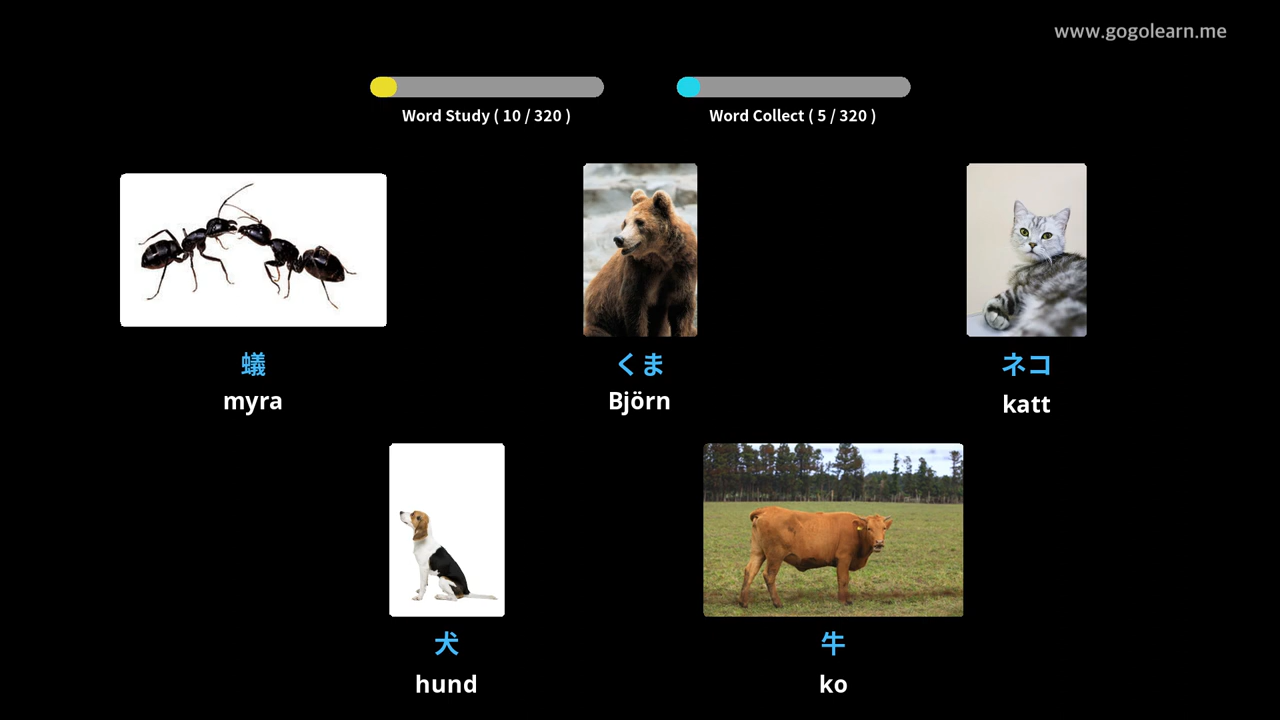 www.gogolearn.me
Word Study ( 10 / 320 )
Word Collect ( 5 / 320 )
蟻
myra
くま
Björn
ネコ
katt
犬
hund
牛
ko